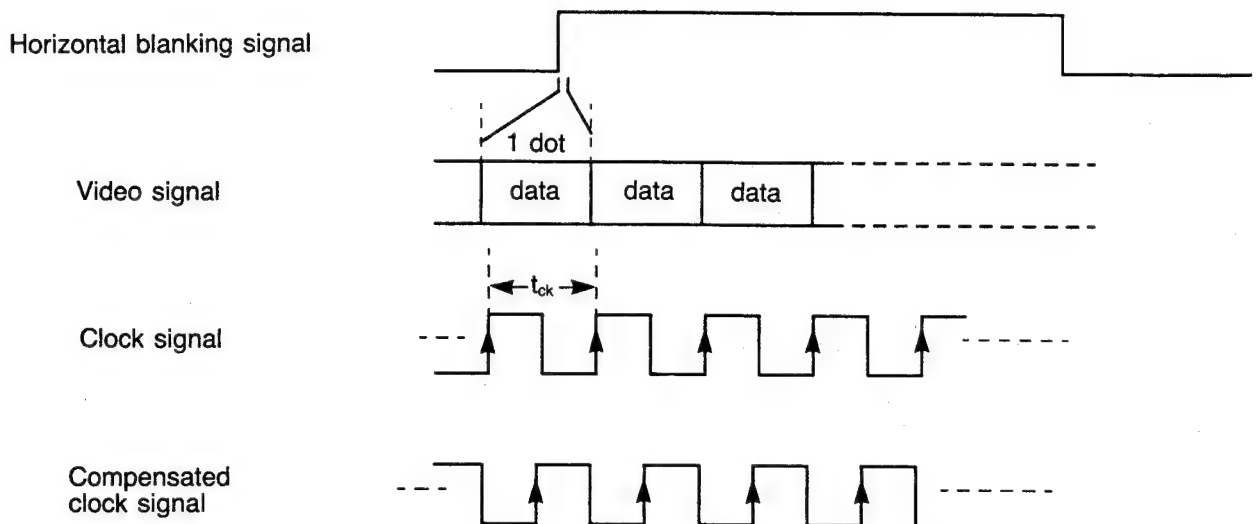 Horizontal blanking signal
1 dot
Video signal
data data data
t_ck
Clock signal
Compensated
clock signal